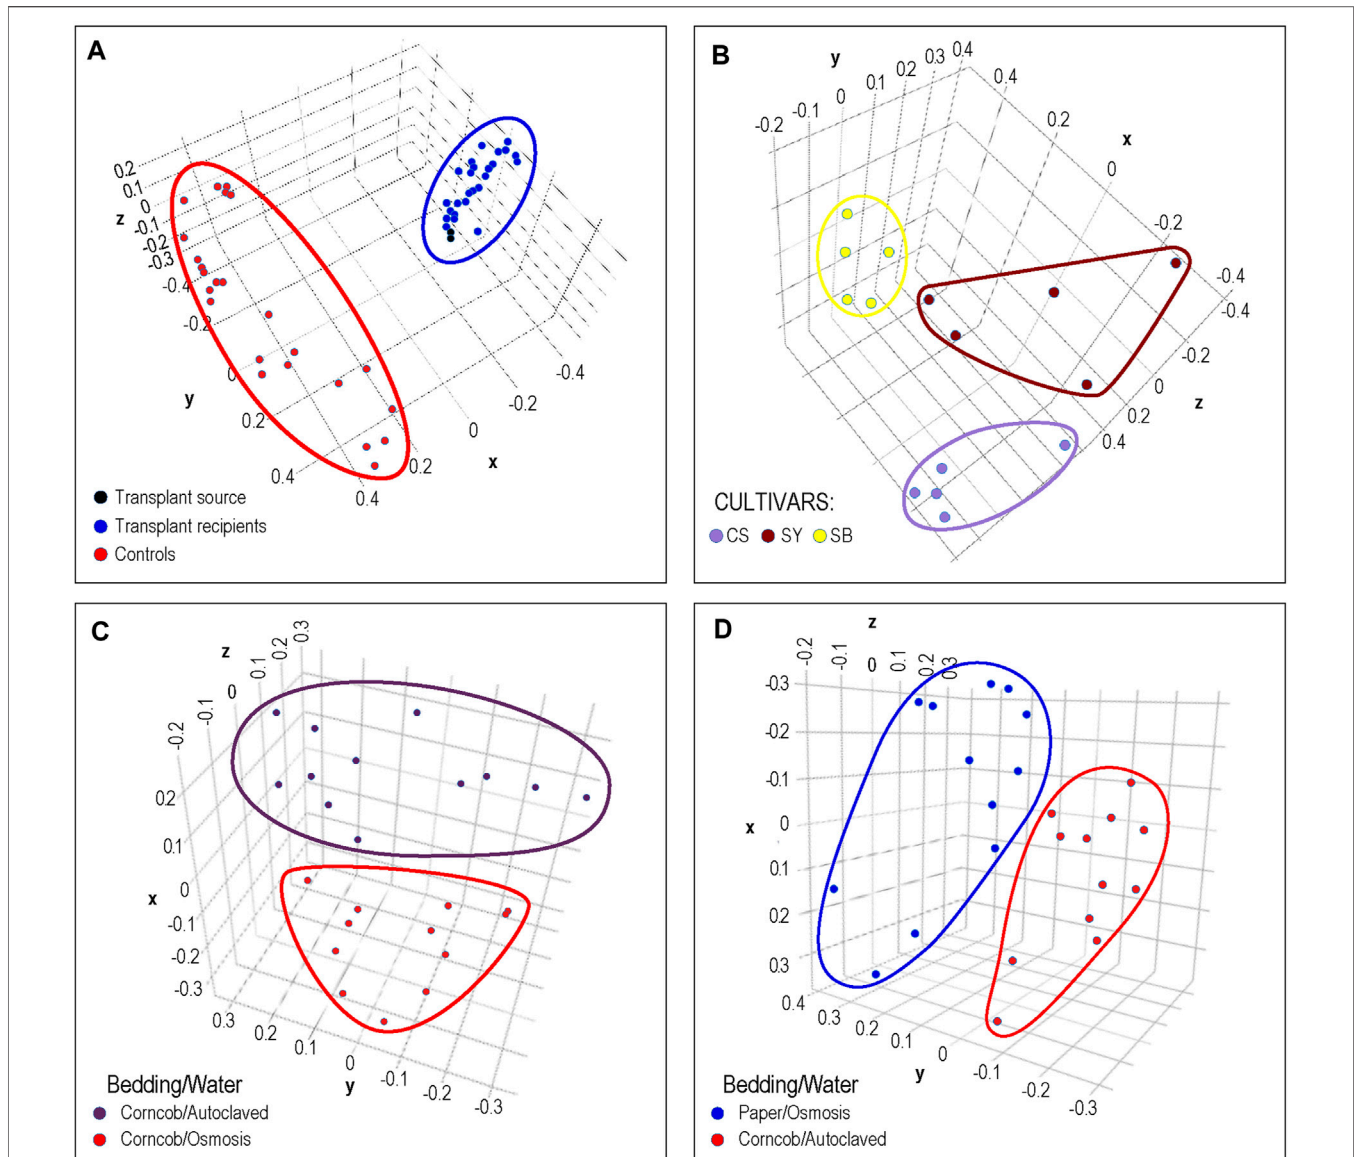 A
0.2
0.1
0
-0.1
-0.2
-0.3
-0.4
z
-0.2
0
0.2
0.4
y
0.4
0.2
0
-0.2
-0.4
x
Transplant source
Transplant recipients
Controls
B
y
-0.2 -0.1 0 0.1 0.2 0.3 0.4
0.4
0.2
0
-0.2
-0.4
x
-0.4
-0.2
0
0.2
0.4
z
CULTIVARS:
CS SY SB
C
z
-0.2 -0.1 0 0.1 0.2 0.3
0.2
0.1
0
-0.1
-0.2
-0.3
x
0.3 0.2 0.1 0 -0.1 -0.2 -0.3
y
Bedding/Water
Corncob/Autoclaved
Corncob/Osmosis
D
z
-0.2 -0.1 0 0.1 0.2 0.3
-0.3
-0.2
-0.1
0
0.1
0.2
0.3
x
0.4 0.3 0.2 0.1 0 -0.1 -0.2 -0.3
y
Bedding/Water
Paper/Osmosis
Corncob/Autoclaved